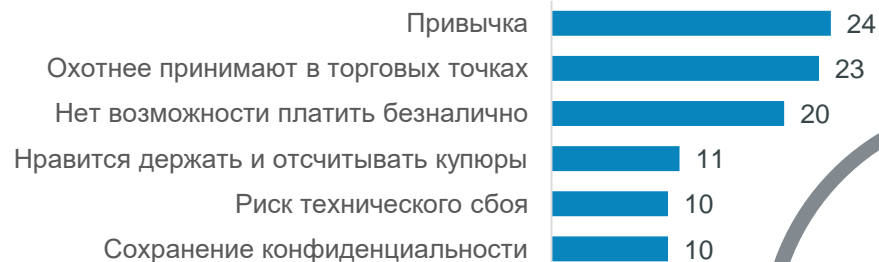 Привычка 24
Охотнее принимают в торговых точках 23
Нет возможности платить безналично 20
Нравится держать и отсчитывать купюры 11
Риск технического сбоя 10
Сохранение конфиденциальности 10